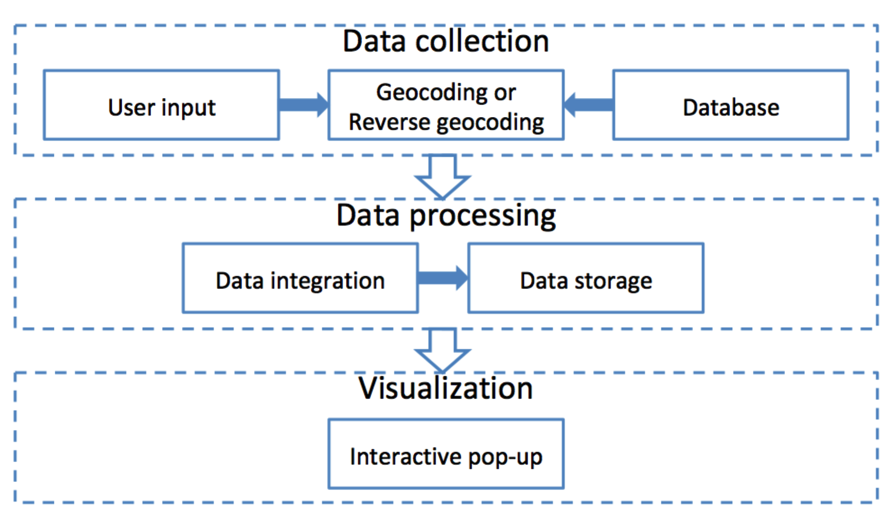 Data collection
User input
Geocoding or
Reverse geocoding
Database
Data processing
Data integration
Data storage
Visualization
Interactive pop-up